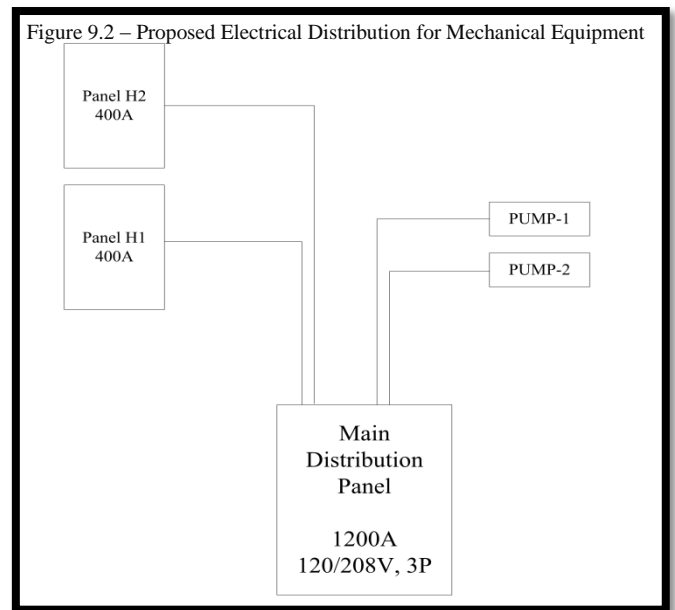 Figure 9.2 – Proposed Electrical Distribution for Mechanical Equipment
Panel H2
400A
Panel H1
400A
PUMP-1
PUMP-2
Main
Distribution
Panel
1200A
120/208V, 3P